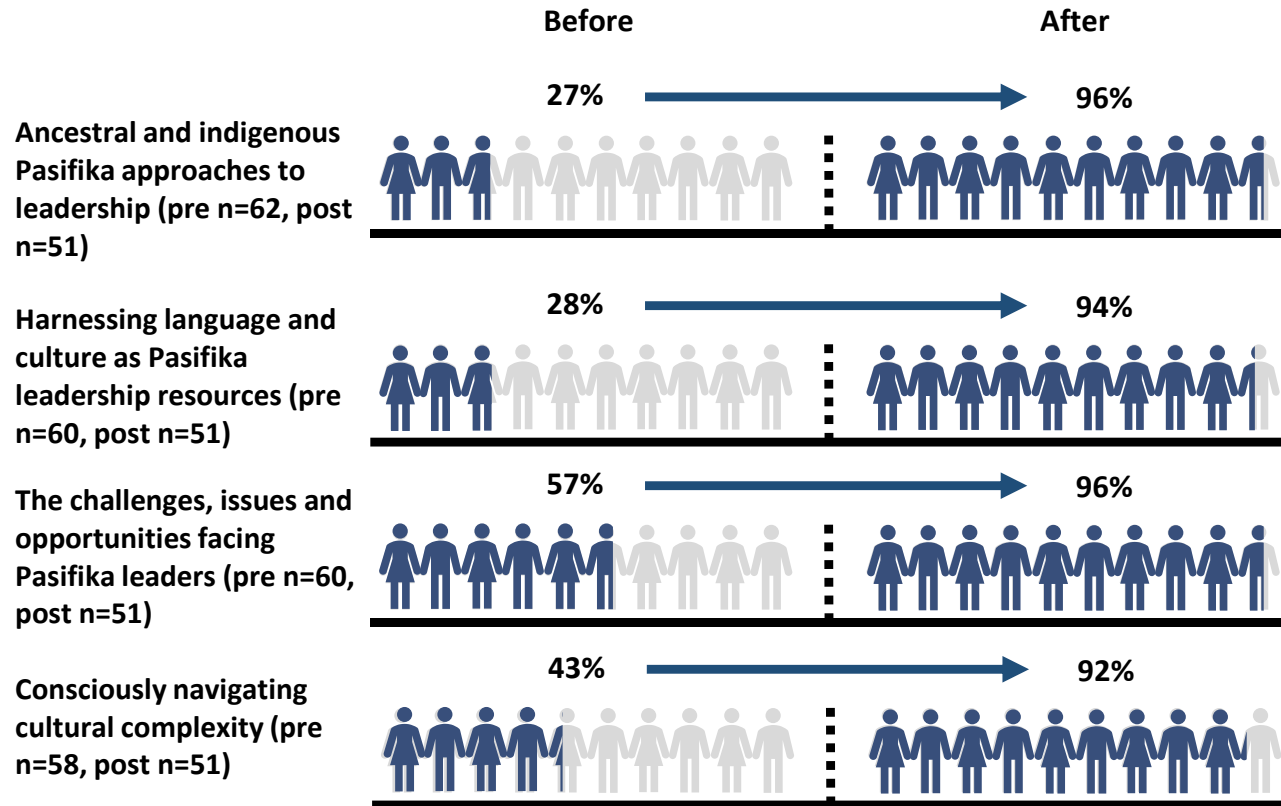 Before
After
27%
96%
Ancestral and indigenous
Pasifika approaches to
leadership (pre n=62, post
n=51)
28%
94%
Harnessing language and
culture as Pasifika
leadership resources (pre
n=60, post n=51)
57%
96%
The challenges, issues and
opportunities facing
Pasifika leaders (pre n=60,
post n=51)
43%
92%
Consciously navigating
cultural complexity (pre
n=58, post n=51)